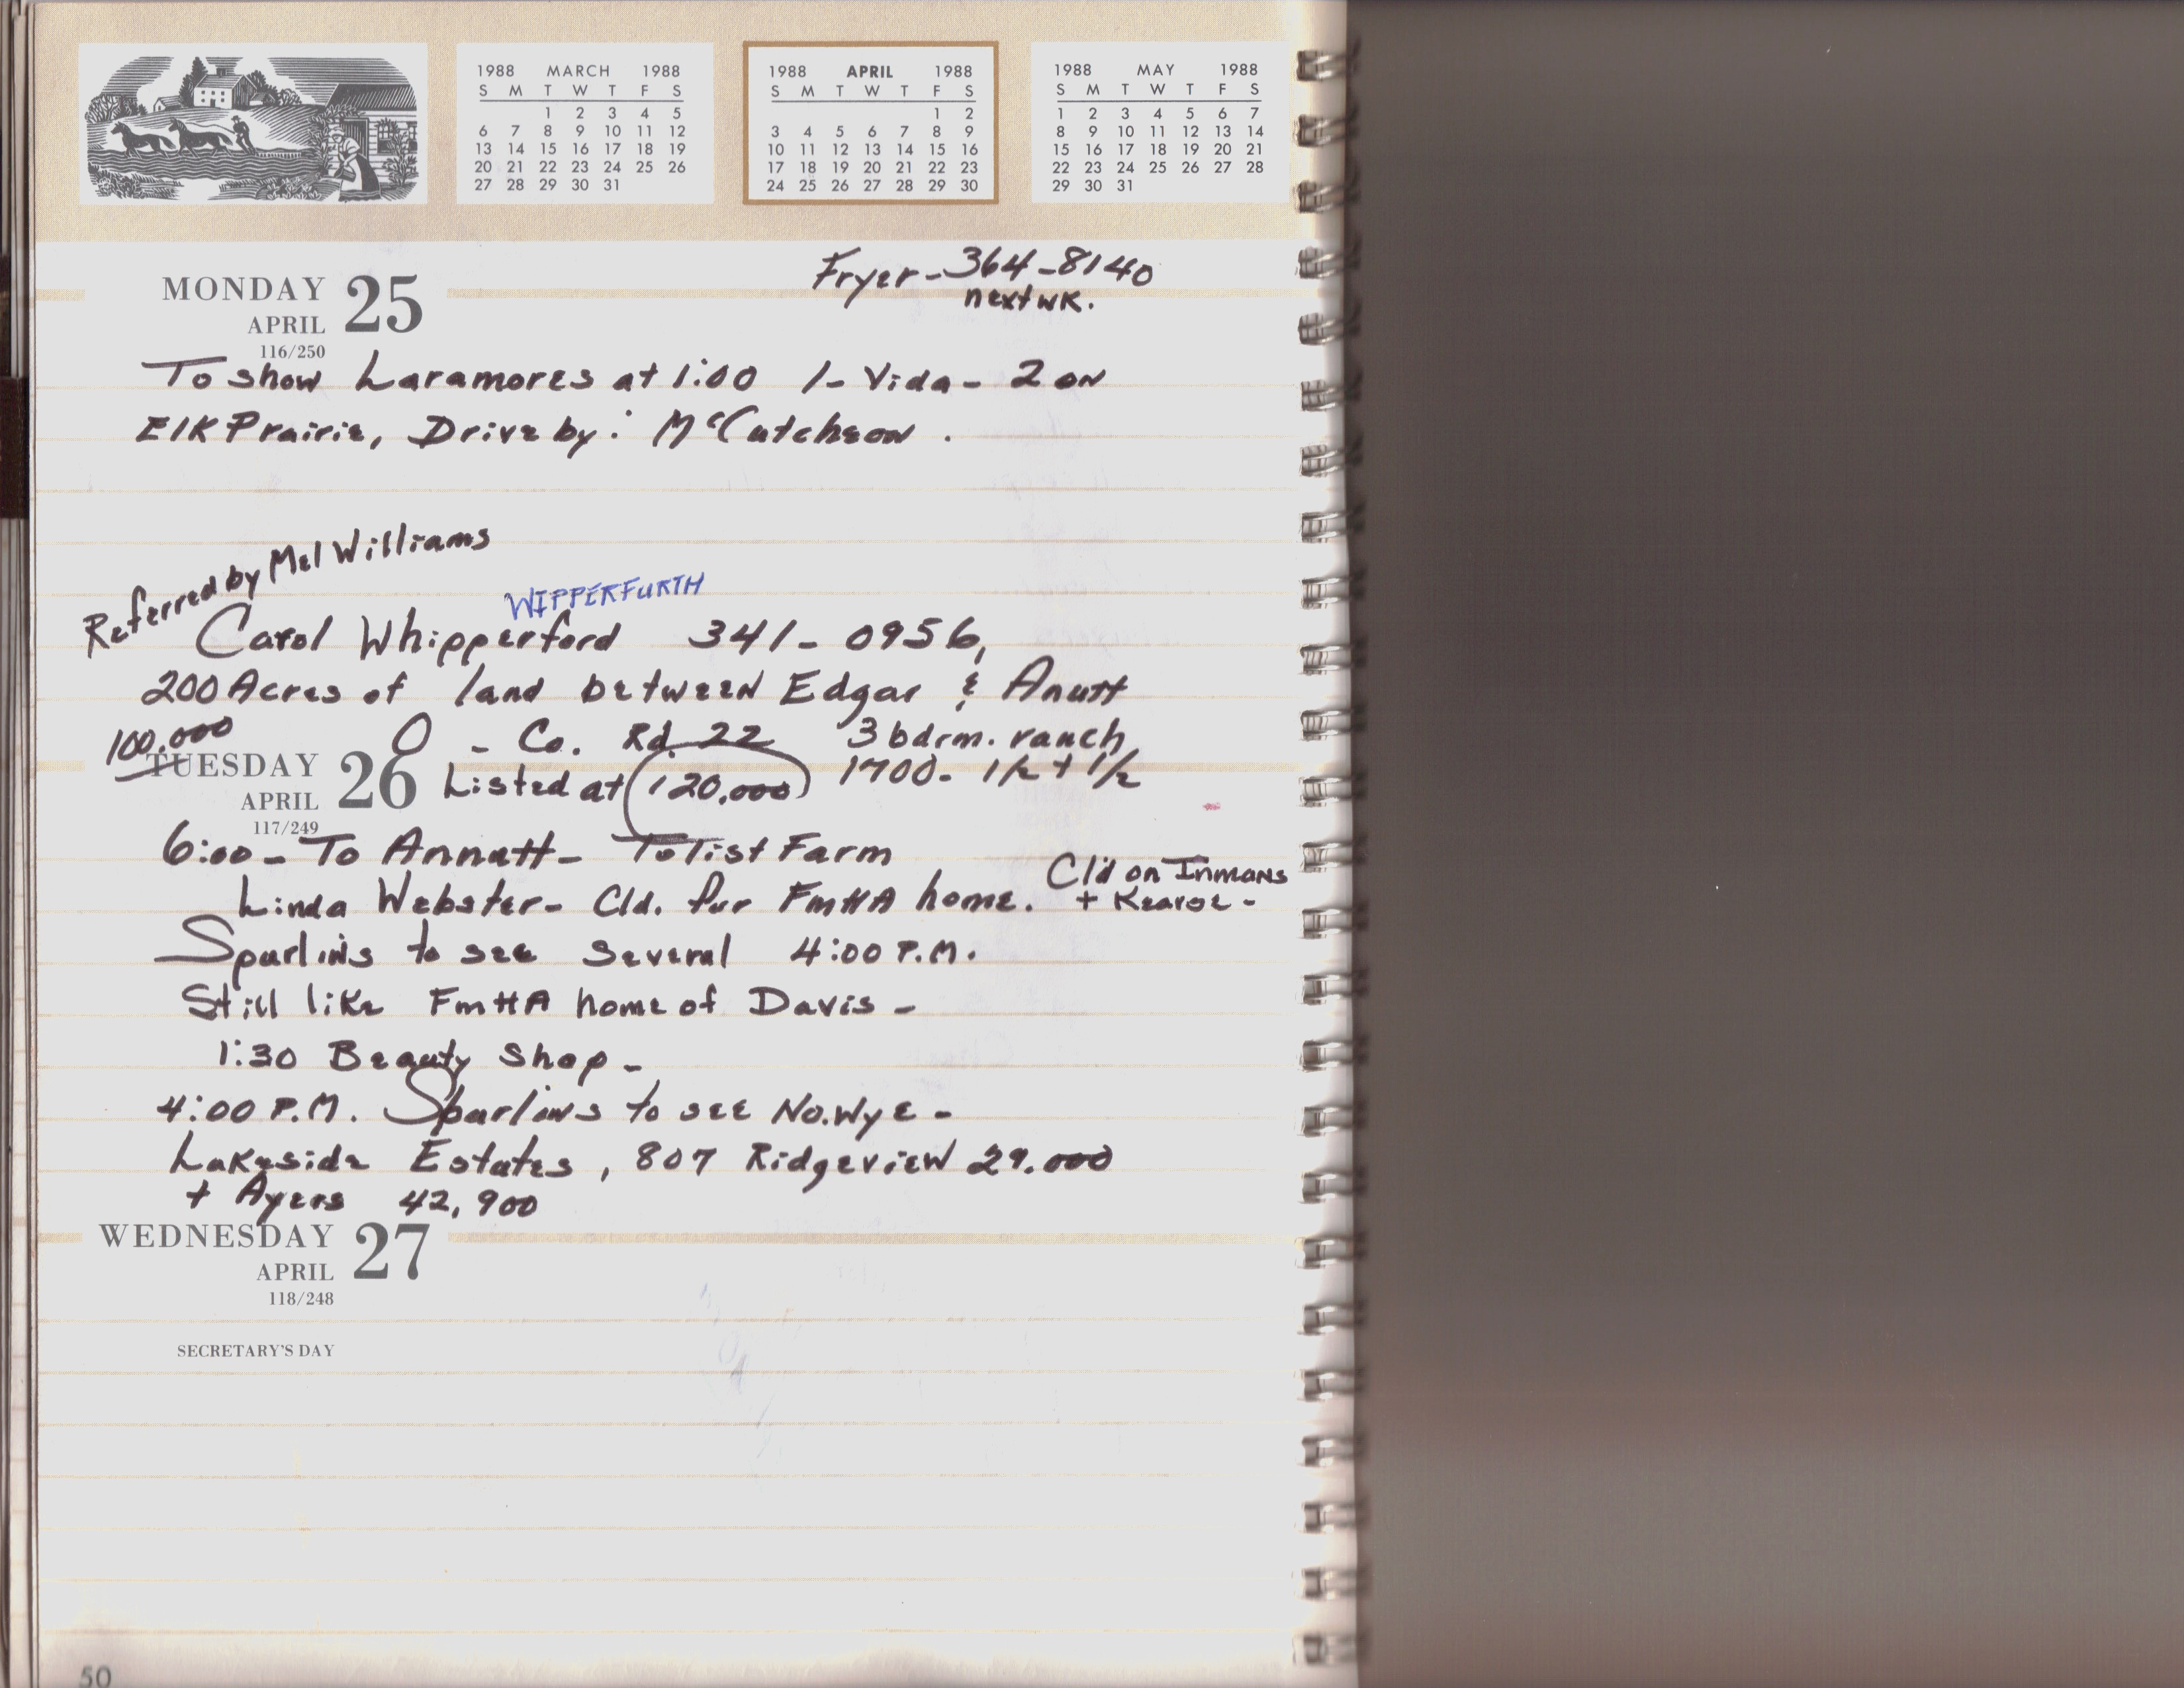 1988 MARCH 1988
S M T W T F S
1 2 3 4 5
6 7 8 9 10 11 12
13 14 15 16 17 18 19
20 21 22 23 24 25 26
27 28 29 30 31
1988 APRIL 1988
S M T W T F S
1 2
3 4 5 6 7 8 9
10 11 12 13 14 15 16
17 18 19 20 21 22 23
24 25 26 27 28 29 30
1988 MAY 1988
S M T W T F S
1 2 3 4 5 6 7
8 9 10 11 12 13 14
15 16 17 18 19 20 21
22 23 24 25 26 27 28
29 30 31
Fryer - 364-8140
next wk.
MONDAY 25
APRIL
116/250
To show Laramores at 1:00 1- Vida - 2 on
Elk Prairie, Drive by: McCutcheon.
Referred by Mel Williams
WIPPERFURTH
Carol Whipperford 341-0956,
200 Acres of land between Edgar & Anutt
100,000 O - Co. Rd. 22 3 bdrm. ranch
TUESDAY 26
APRIL
117/249
Listed at 120,000 1700- 1/2 + 1/2
6:00 - To Annutt - To list Farm
Linda Webster - Cld. fur FmHA home. Cl'd on Inmans
+ Kearse -
Spurlins to see several 4:00 P.M.
Still like FmHA home of Davis -
1:30 Beauty Shop -
4:00 P.M. Spurlins to see No. Wye -
Lakeside Estates, 807 Ridgeview 29.000
+ Ayers 42,900
WEDNESDAY 27
APRIL
118/248
SECRETARY'S DAY
50